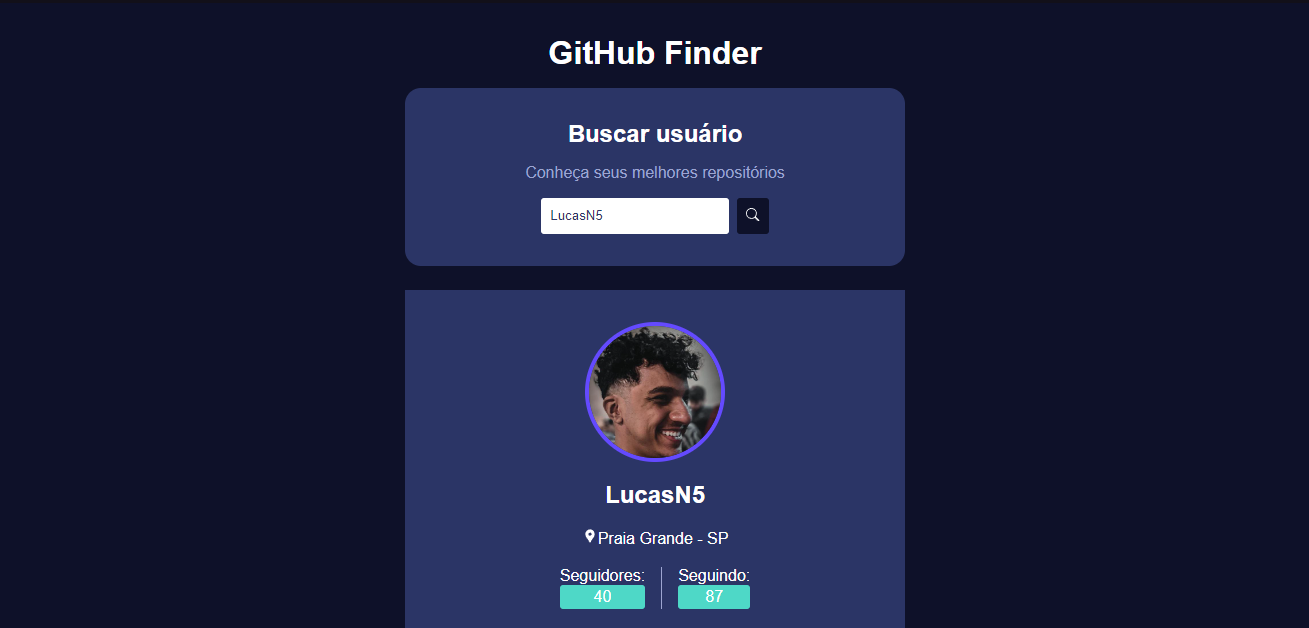 GitHub Finder
Buscar usuário
Conheça seus melhores repositórios
LucasN5
LucasN5
Praia Grande - SP
Seguidores: Seguindo:
40 87